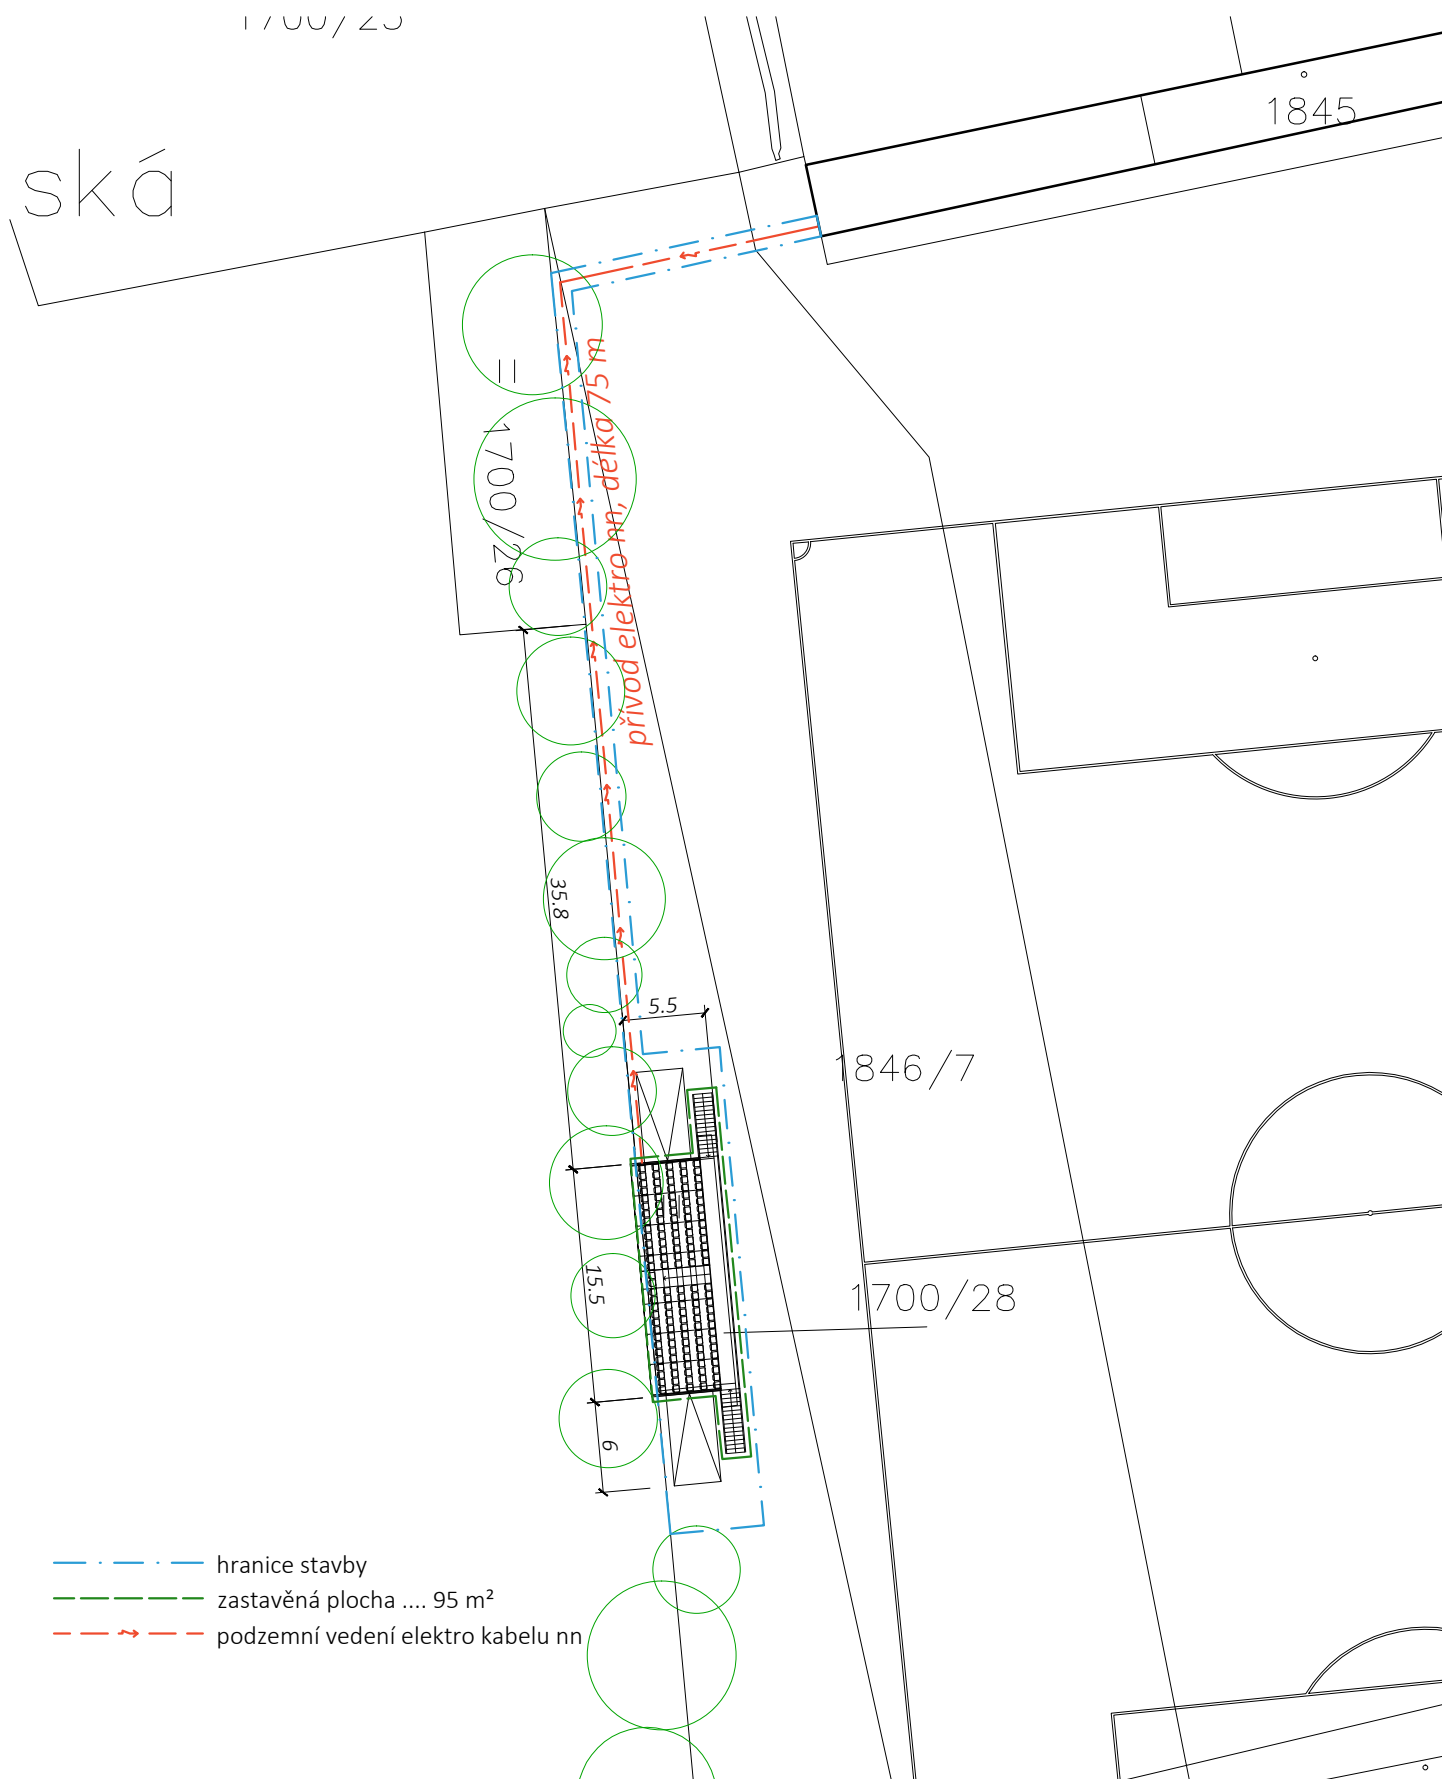 1845
ská
1700/26
přívod elektro nn, délka 75 m
35.8
5.5
1846/7
15.5
1700/28
6
hranice stavby
zastavěná plocha .... 95 m²
podzemní vedení elektro kabelu nn